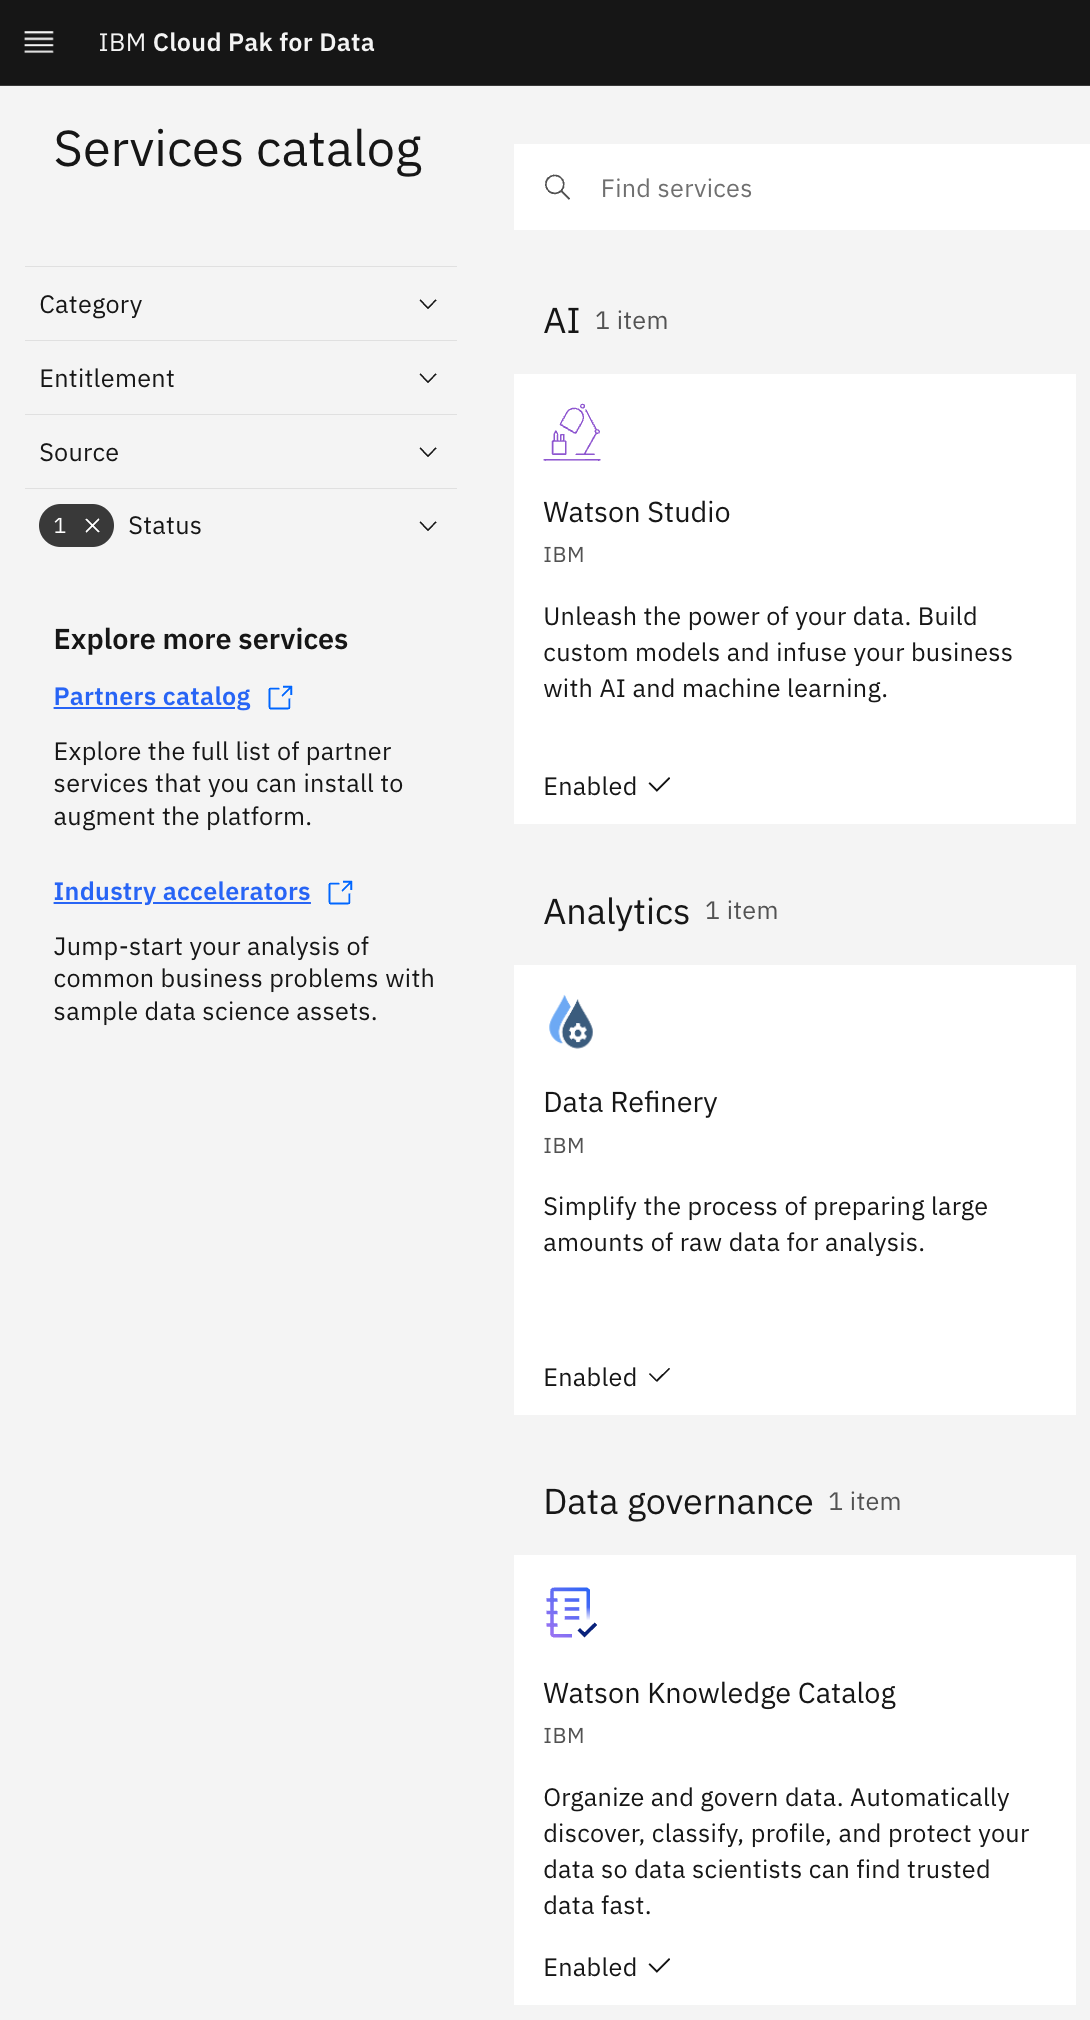 IBM Cloud Pak for Data
Services catalog
Category
Entitlement
Source
1 Status
Explore more services
Partners catalog
Explore the full list of partner
services that you can install to
augment the platform.
Industry accelerators
Jump-start your analysis of
common business problems with
sample data science assets.
Find services
AI 1 item
Watson Studio
IBM
Unleash the power of your data. Build
custom models and infuse your business
with AI and machine learning.
Enabled
Analytics 1 item
Data Refinery
IBM
Simplify the process of preparing large
amounts of raw data for analysis.
Enabled
Data governance 1 item
Watson Knowledge Catalog
IBM
Organize and govern data. Automatically
discover, classify, profile, and protect your
data so data scientists can find trusted
data fast.
Enabled